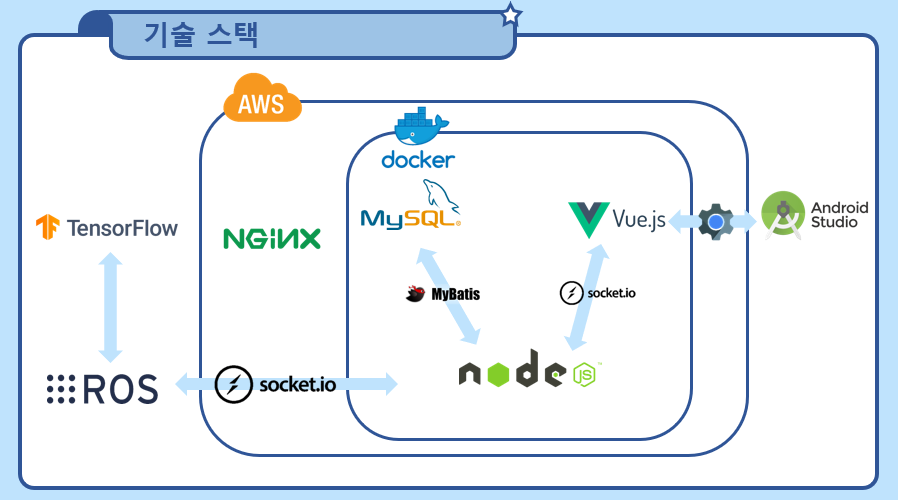 기술 스택
AWS
docker
MySQL®
Vue.js
Android
Studio
TensorFlow
NGINX
MyBatis
socket.io
ROS
socket.io
node
JS